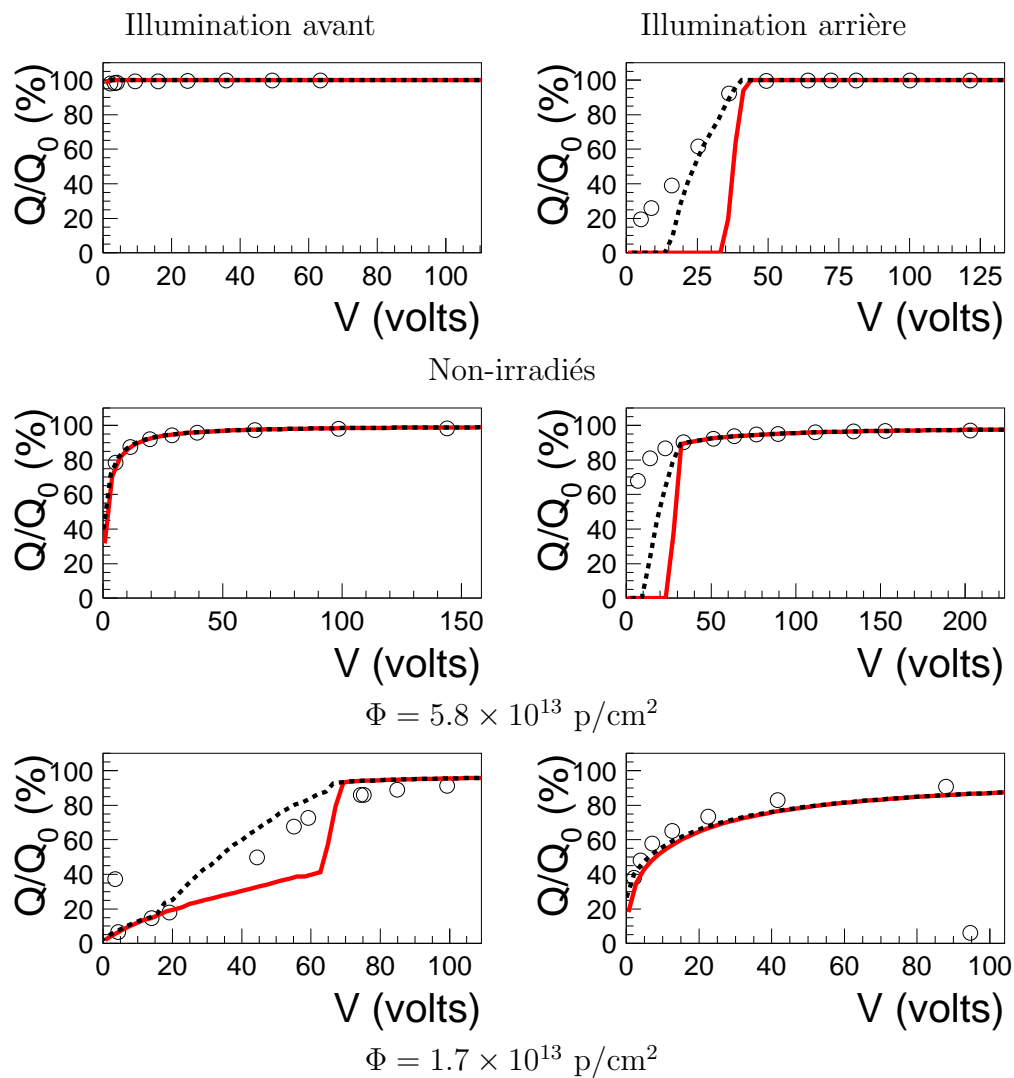 Illumination avant
Illumination arrière
Q/Q0 (%)
100
80
60
40
20
0
0 20 40 60 80 100
V (volts)
Q/Q0 (%)
100
80
60
40
20
0
0 25 50 75 100 125
V (volts)
Non-irradiés
Q/Q0 (%)
100
80
60
40
20
0
0 50 100 150
V (volts)
Q/Q0 (%)
100
80
60
40
20
0
0 50 100 150 200
V (volts)
Φ = 5.8 × 10^13 p/cm^2
Q/Q0 (%)
100
80
60
40
20
0
0 20 40 60 80 100
V (volts)
Q/Q0 (%)
100
80
60
40
20
0
0 20 40 60 80 100
V (volts)
Φ = 1.7 × 10^13 p/cm^2